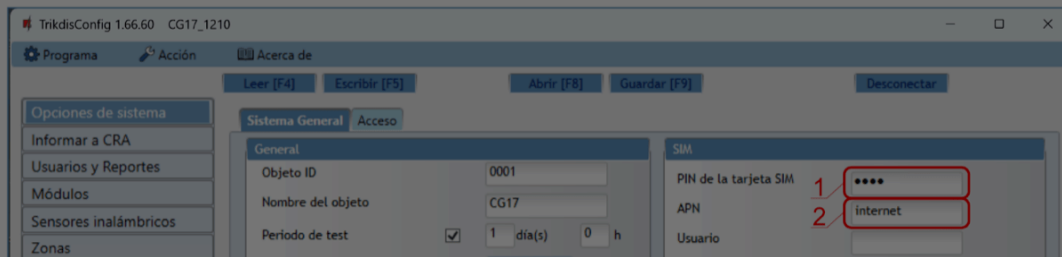 TrikdisConfig 1.66.60 CG17_1210
Programa Acción Acerca de
Leer [F4] Escribir [F5] Abrir [F8] Guardar [F9] Desconectar
Opciones de sistema
Informar a CRA
Usuarios y Reportes
Módulos
Sensores inalámbricos
Zonas
Sistema General Acceso
General
Objeto ID 0001
Nombre del objeto CG17
Periodo de test 1 día(s) 0 h
SIM
PIN de la tarjeta SIM 1 ••••
APN 2 internet
Usuario